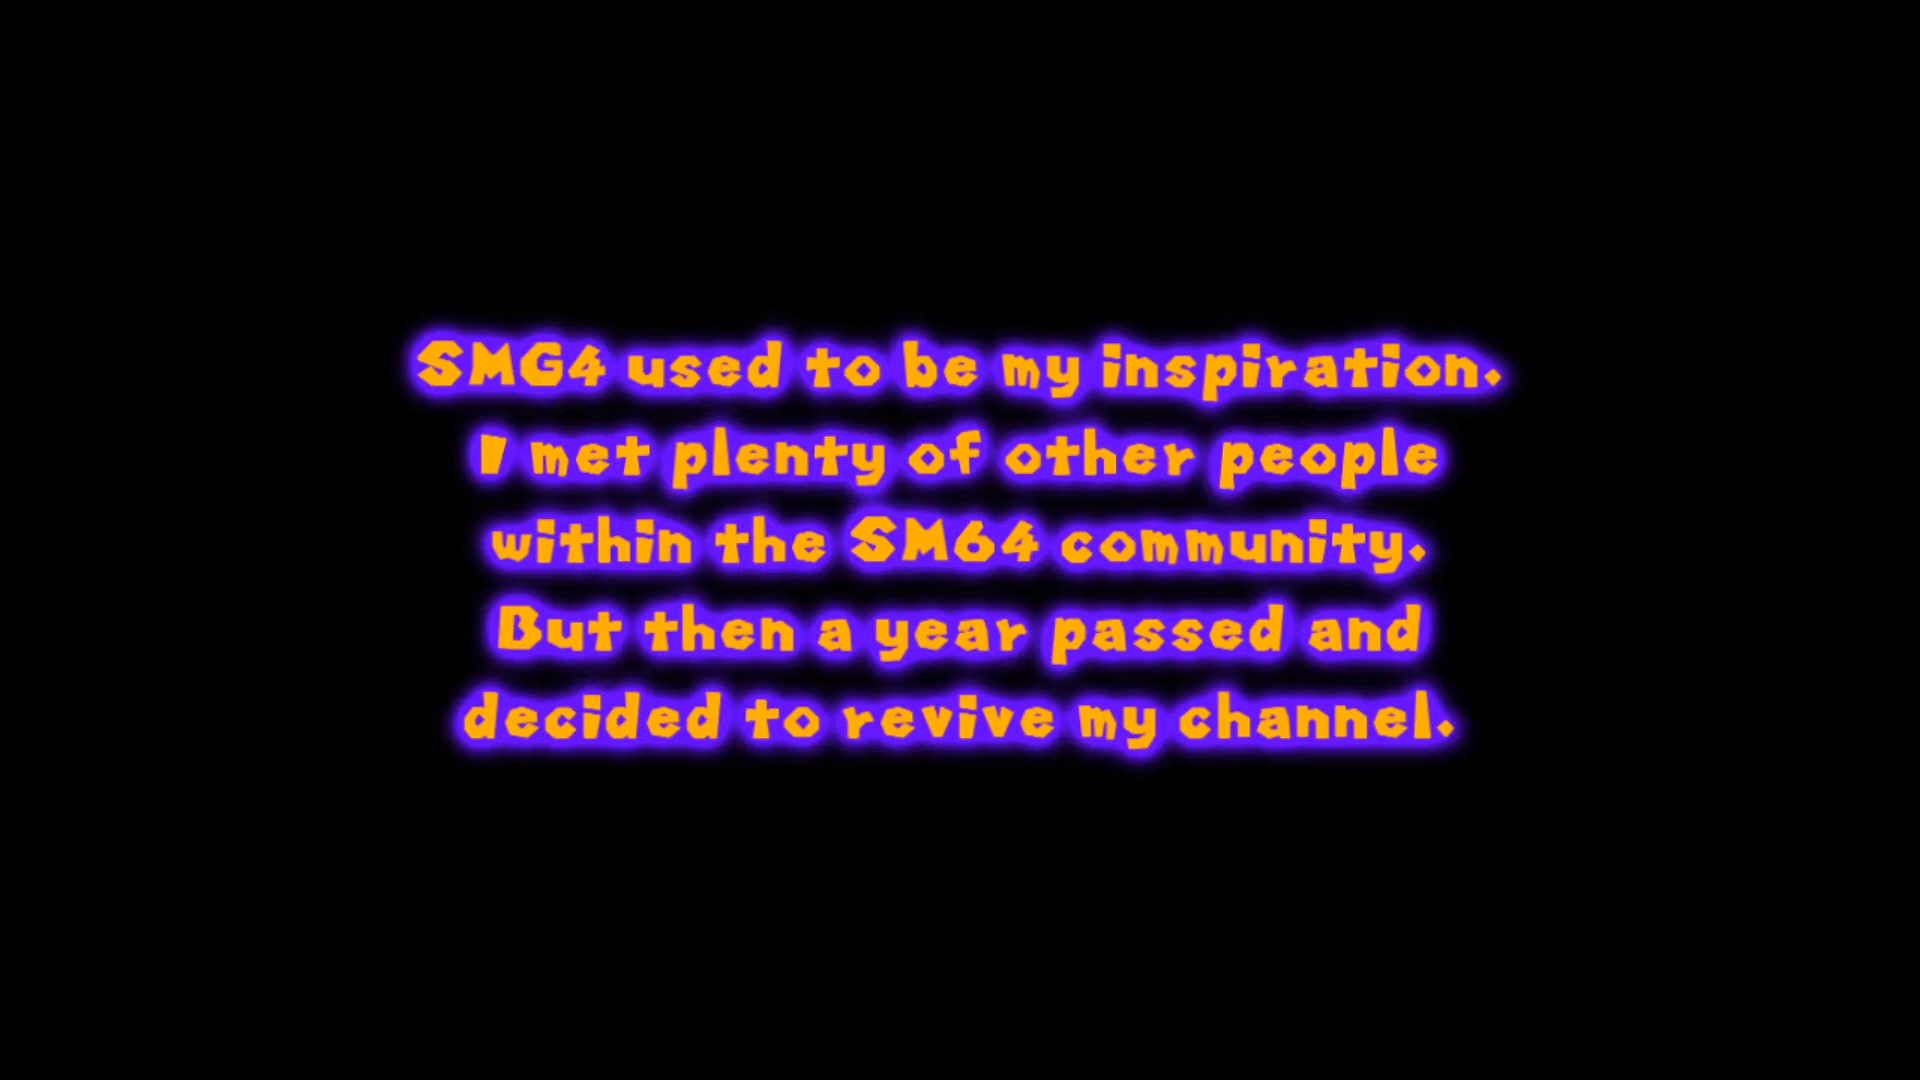 SMG4 used to be my inspiration.
I met plenty of other people
within the SM64 community.
But then a year passed and
decided to revive my channel.